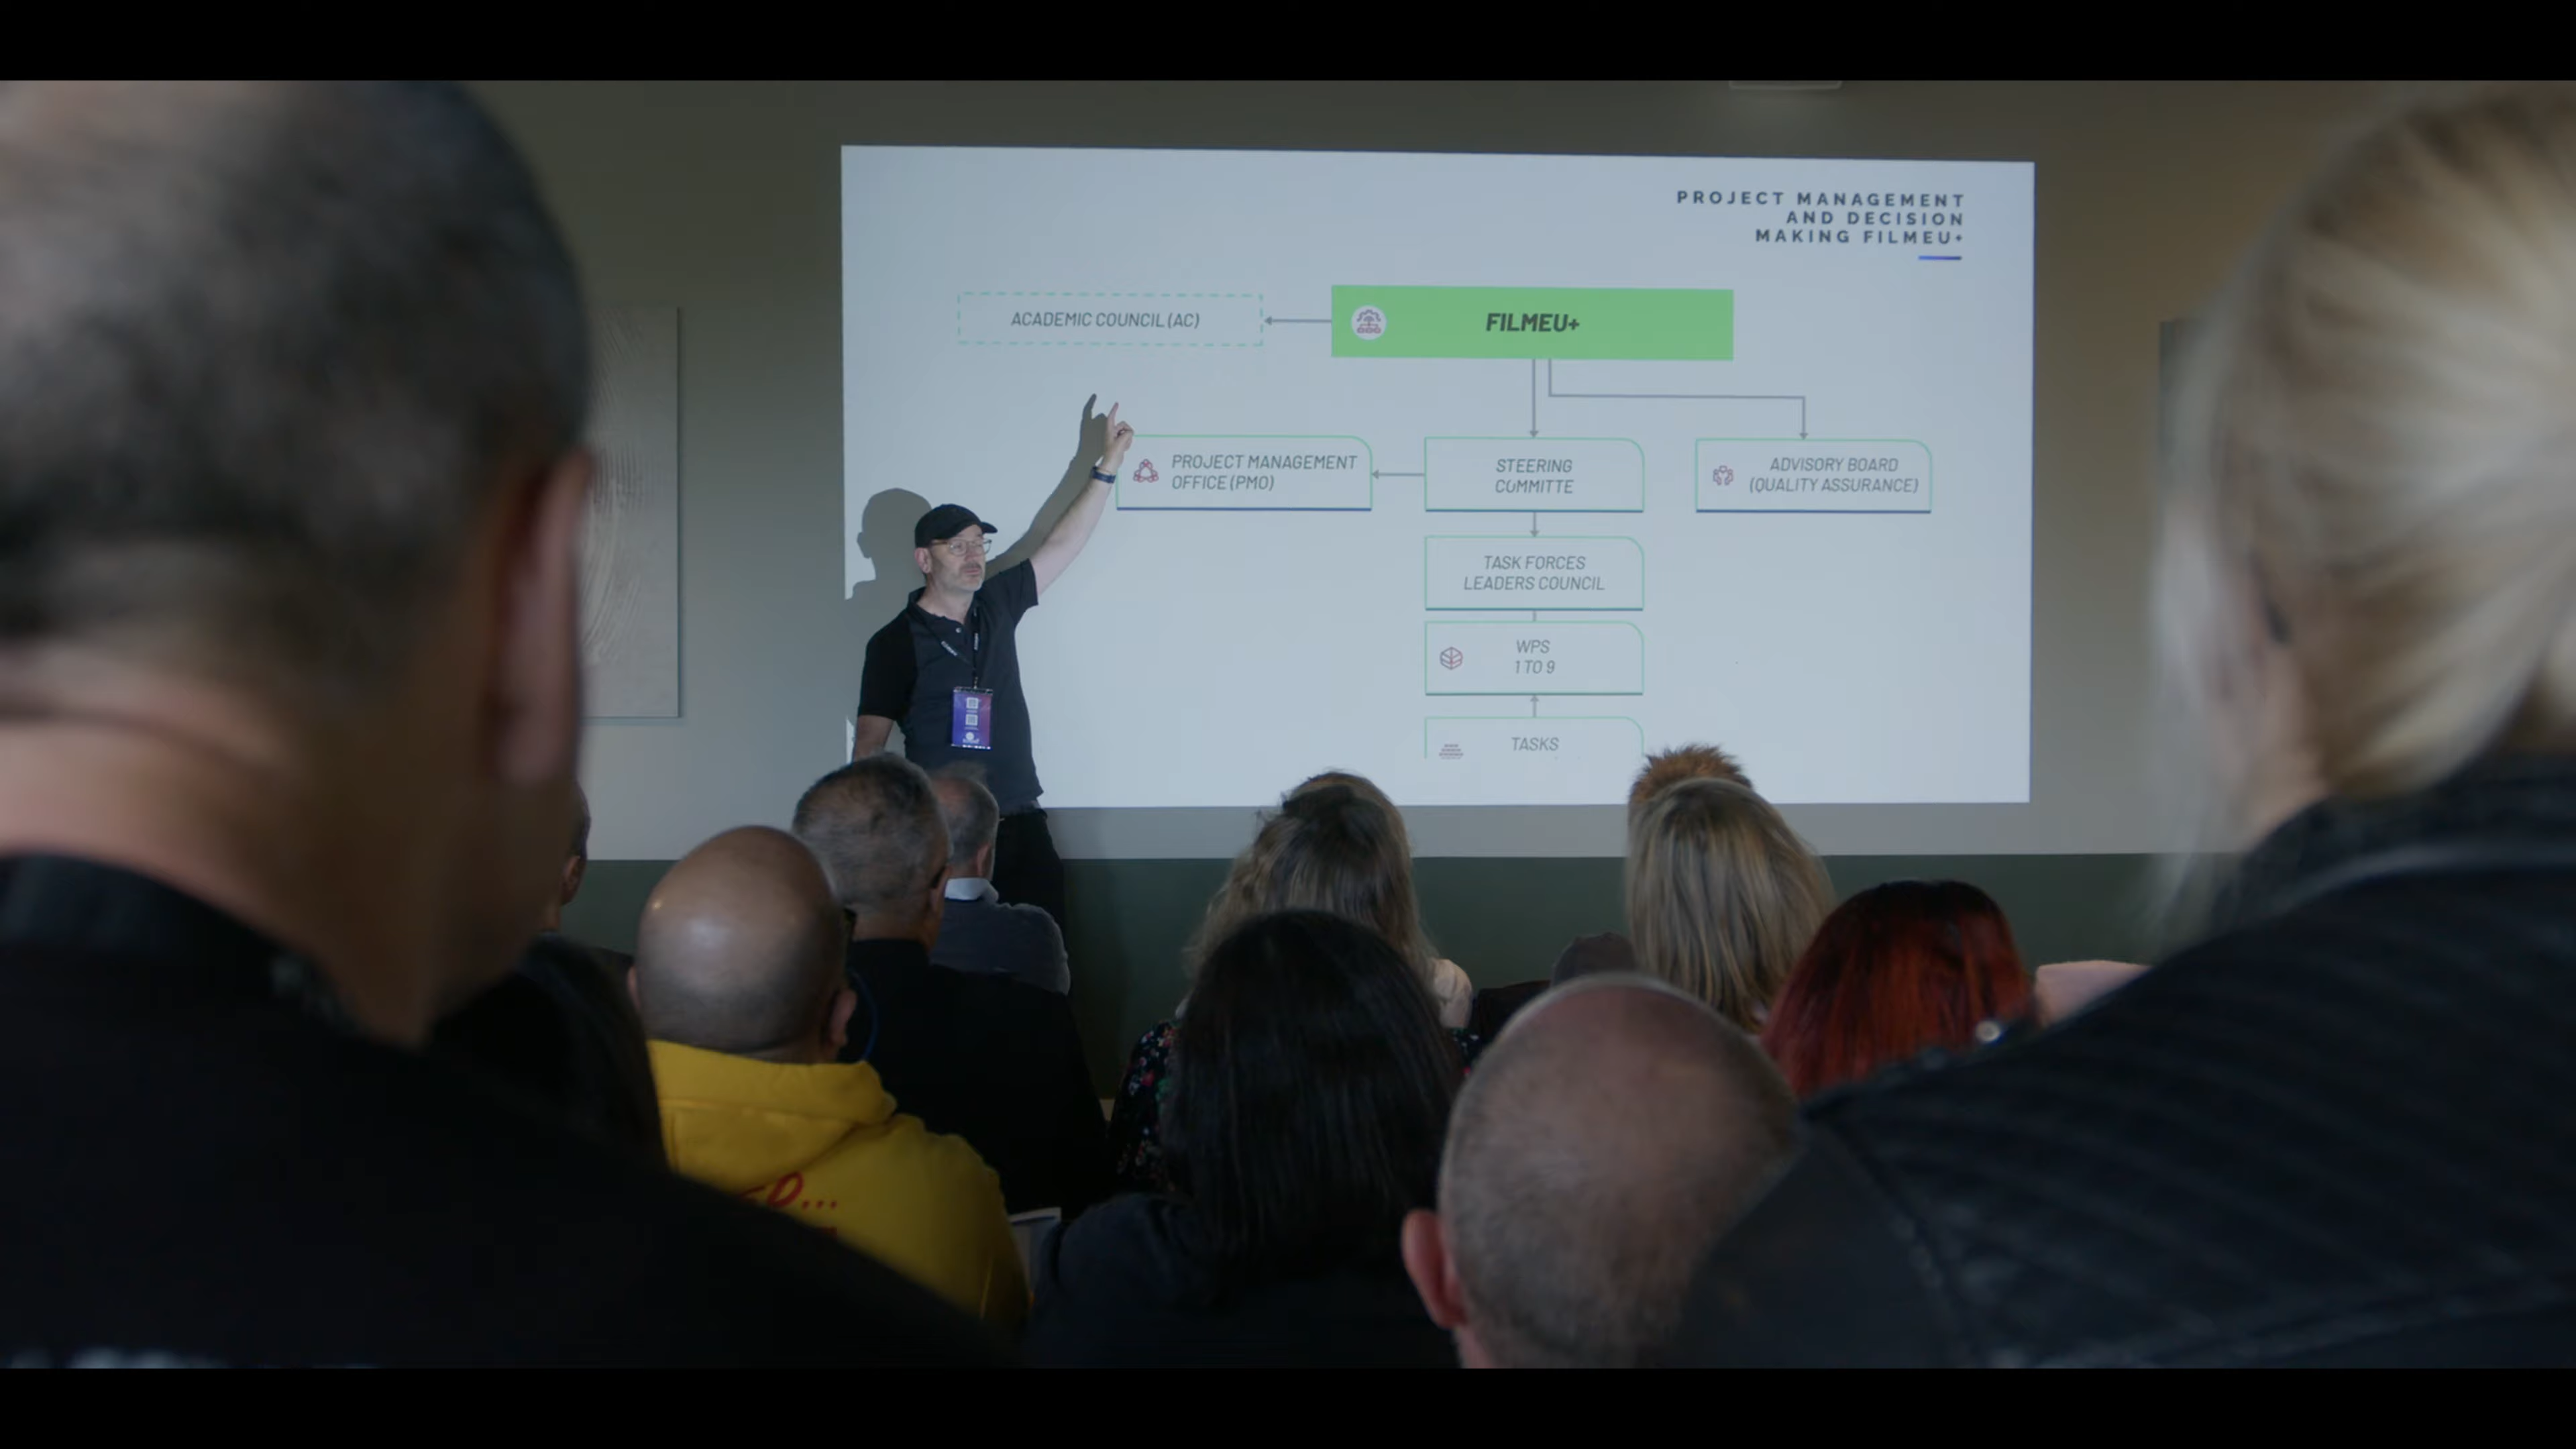 PROJECT MANAGEMENT
AND DECISION
MAKING FILMEU+
ACADEMIC COUNCIL (AC)
FILMEU+
PROJECT MANAGEMENT
OFFICE (PMO)
STEERING
COMMITTE
ADVISORY BOARD
(QUALITY ASSURANCE)
TASK FORCES
LEADERS COUNCIL
WPS
1 TO 9
TASKS